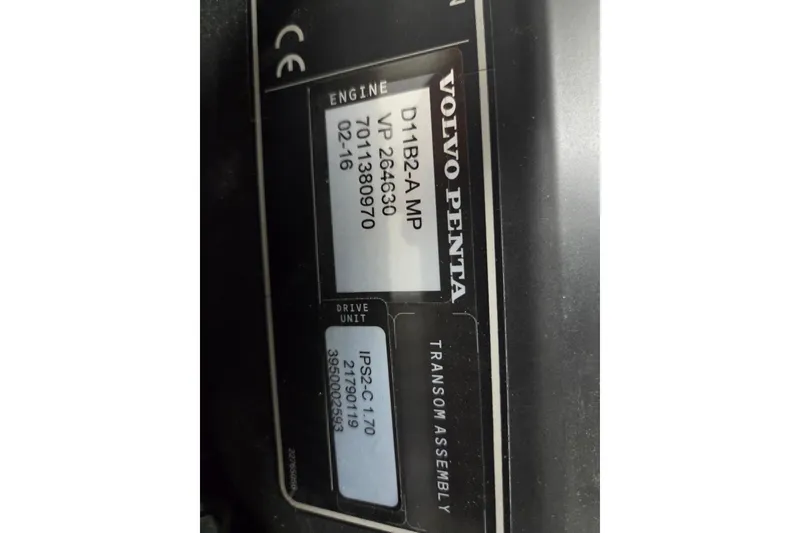 CE
VOLVO PENTA
ENGINE
D11B2-A MP
VP 264630
7011380970
02-16
TRANSOM ASSEMBLY
DRIVE
UNIT
IPS2-C 1.70
21790119
3950002593